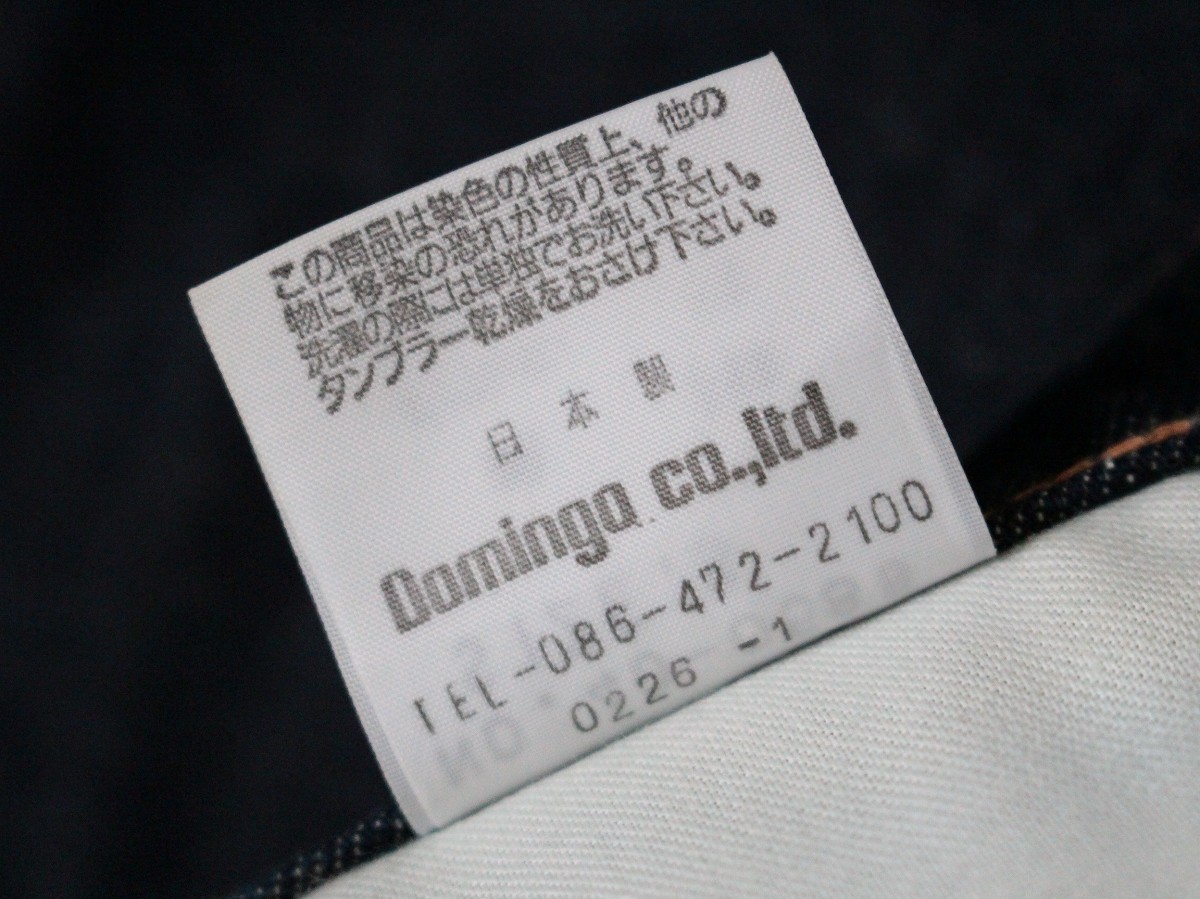 この商品は染色の性質上、他の
物に移染の恐れがあります。
洗濯の際には単独でお洗い下さい。
タンブラー乾燥をおさけ下さい。
日本製
Dominga co.,ltd.
TEL-086-472-2100
0226 -1